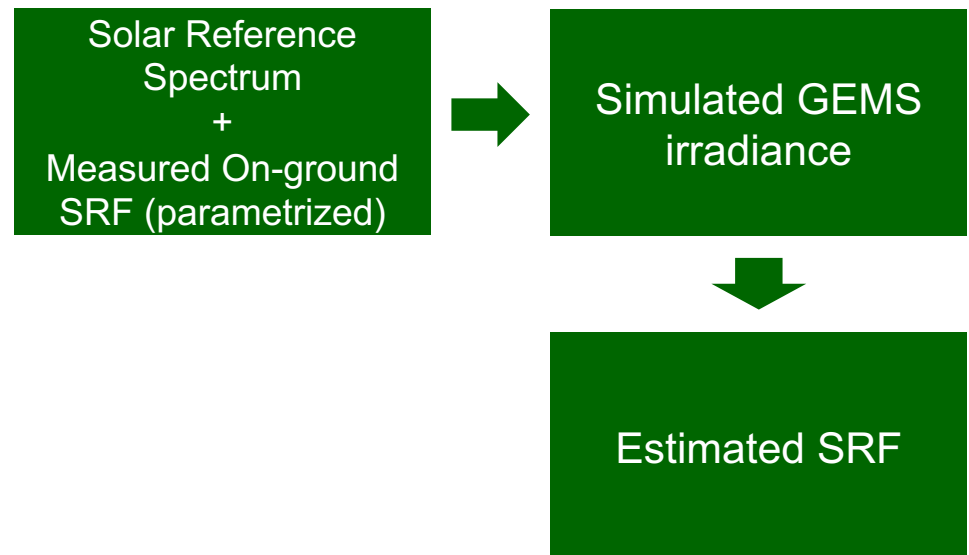 Solar Reference
Spectrum
+
Measured On-ground
SRF (parametrized)
Simulated GEMS
irradiance
Estimated SRF